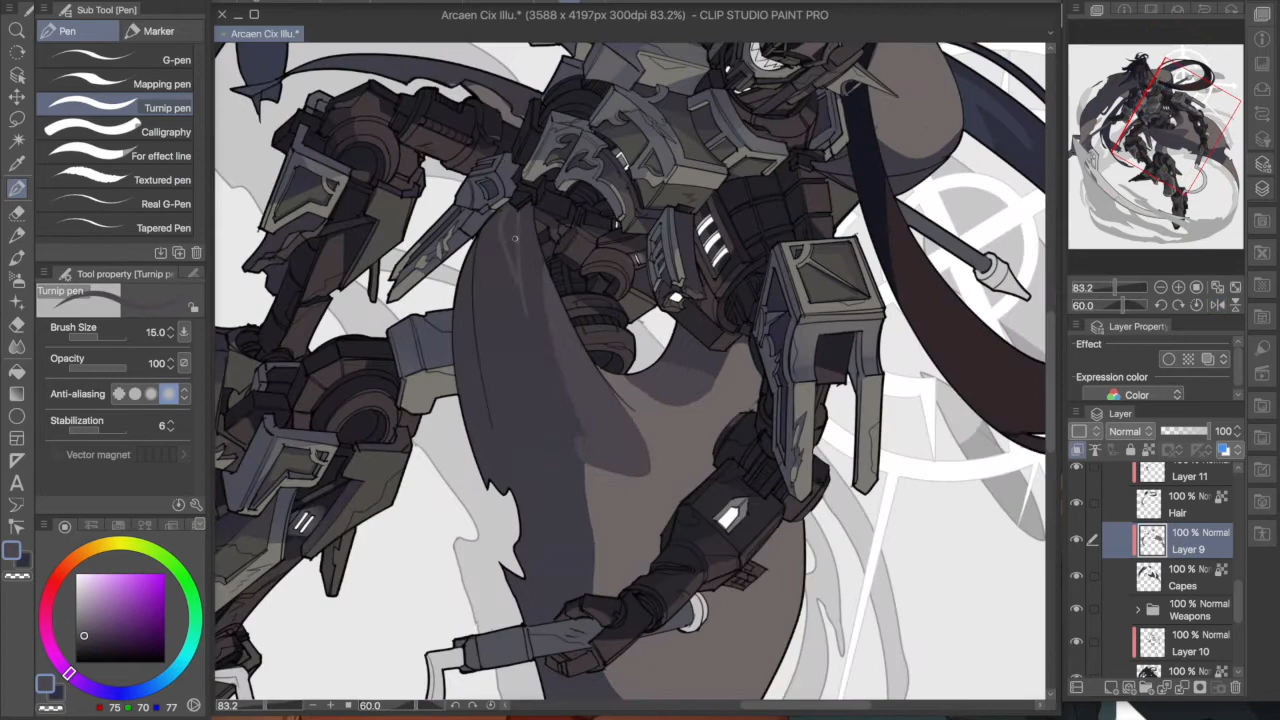 Sub Tool [Pen]
Arcaen Cix Illu.* (3588 x 4197px 300dpi 83.2%) - CLIP STUDIO PAINT PRO
Pen
Marker
Arcaen Cix Illu.*
G-pen
Mapping pen
Turnip pen
Calligraphy
For effect line
Textured pen
Real G-Pen
Tapered Pen
Tool property [Turnip pe
Turnip pen
Brush Size
15.0
Opacity
100
Anti-aliasing
Stabilization
6
Vector magnet
75
70
77
83.2
60.0
83.2
60.0
Layer Property
Effect
Expression color
Color
Layer
Normal
100
Layer 11
100 % Nor
Hair
100 % Normal
Layer 9
100 % Nor
Capes
100 % Normal
Weapons
100 % Normal
Layer 10
100 % Nor